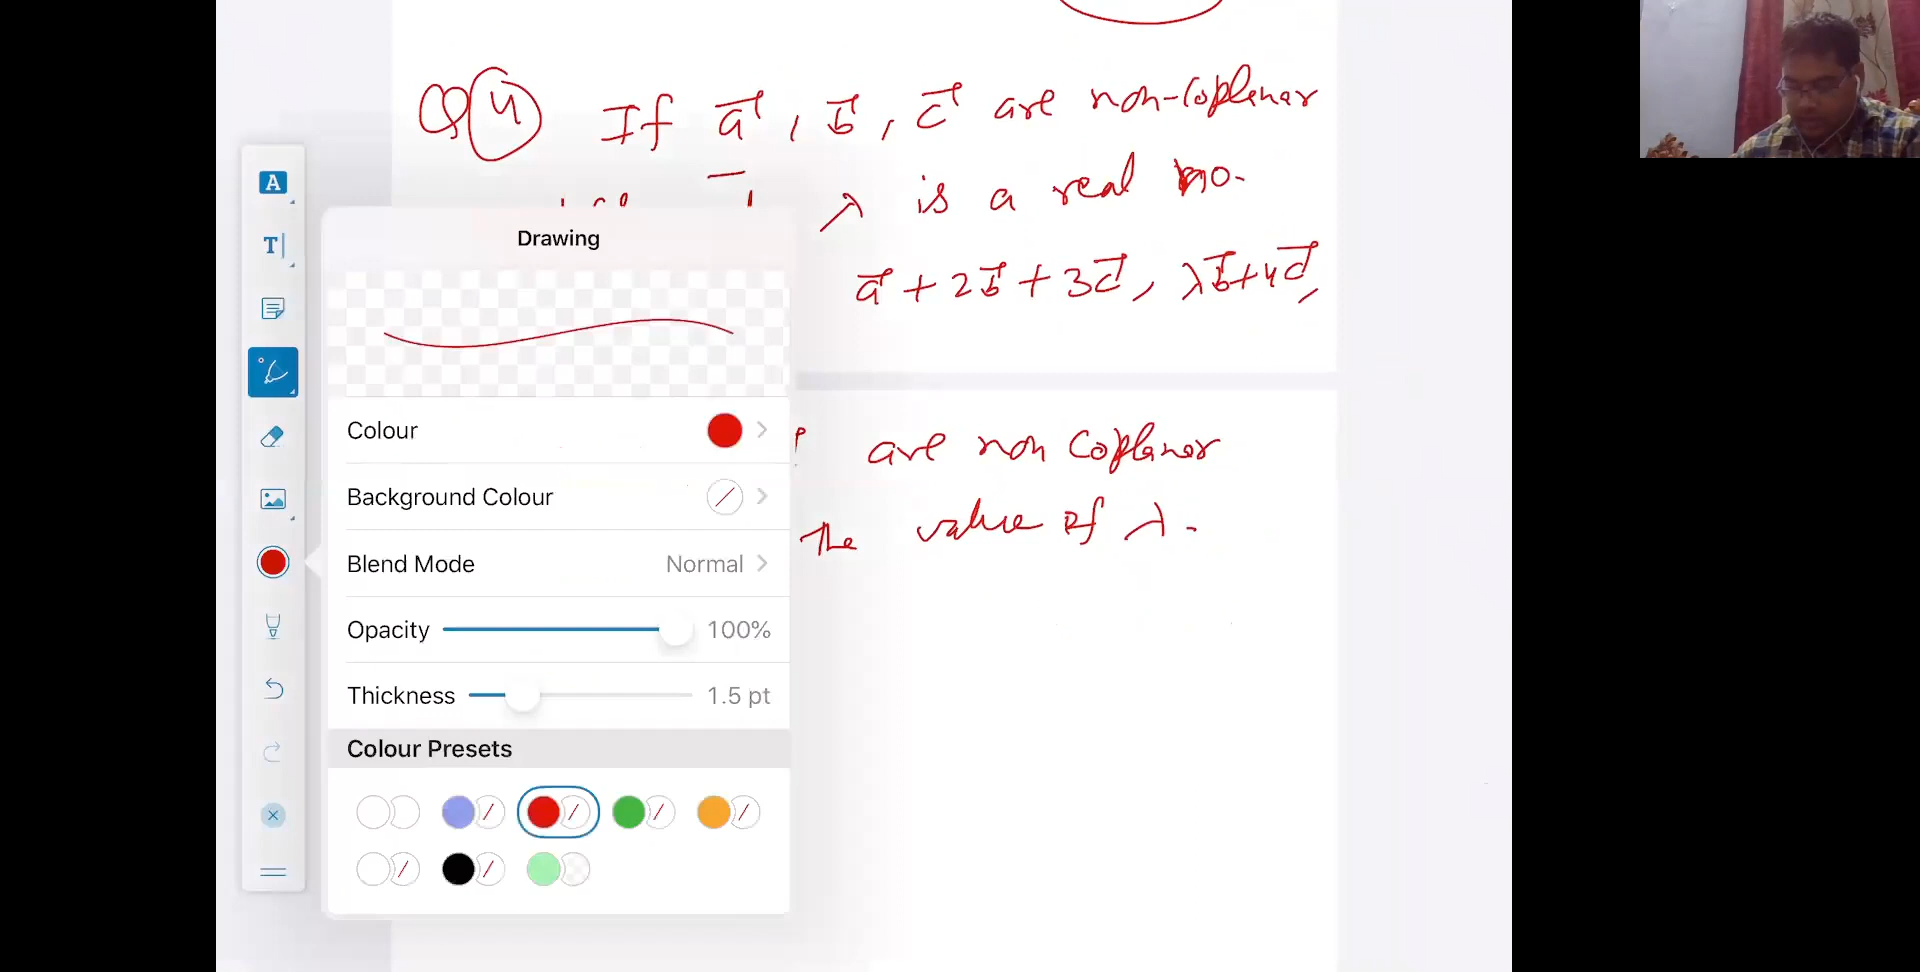 Q 4 If a⃗, b⃗, c⃗ are non-coplanar
λ is a real no.
a⃗ + 2b⃗ + 3c⃗, λb⃗ + 4c⃗,
are non coplanar
the value of λ.
A
T
Drawing
Colour
Background Colour
Blend Mode Normal
Opacity 100%
Thickness 1.5 pt
Colour Presets